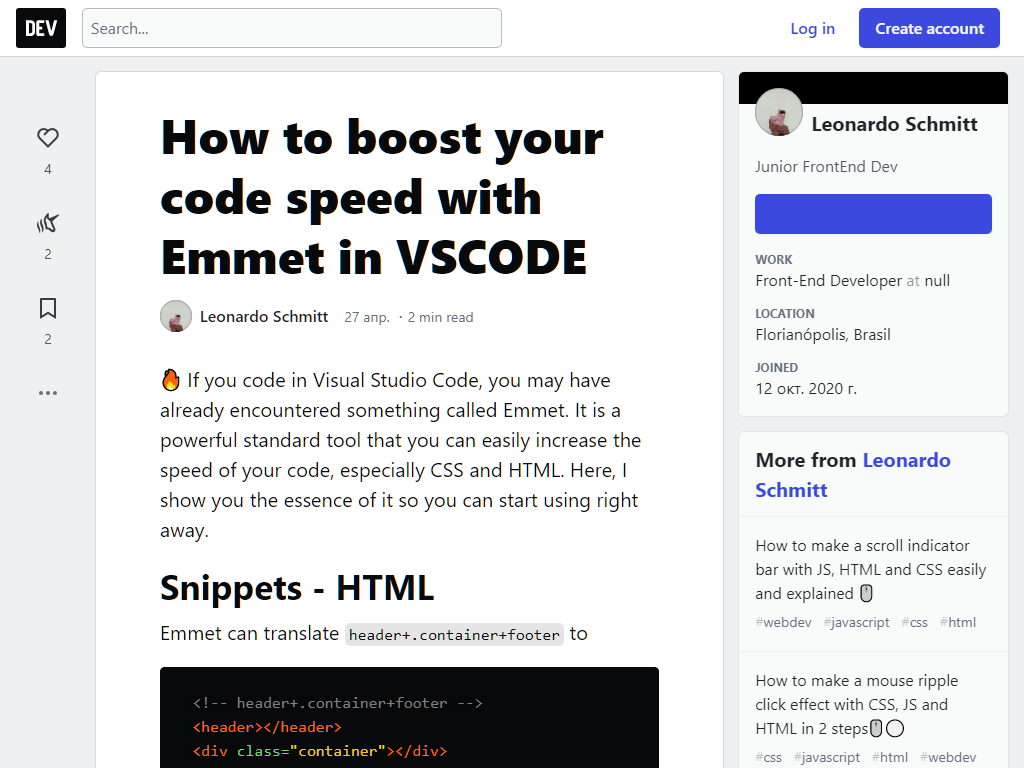 DEV
Search...
Log in
Create account
4
2
2
How to boost your
code speed with
Emmet in VSCODE
Leonardo Schmitt 27 апр. · 2 min read
🔥 If you code in Visual Studio Code, you may have
already encountered something called Emmet. It is a
powerful standard tool that you can easily increase the
speed of your code, especially CSS and HTML. Here, I
show you the essence of it so you can start using right
away.
Snippets - HTML
Emmet can translate header+.container+footer to
<!-- header+.container+footer -->
<header></header>
<div class="container"></div>
Leonardo Schmitt
Junior FrontEnd Dev
WORK
Front-End Developer at null
LOCATION
Florianópolis, Brasil
JOINED
12 окт. 2020 г.
More from Leonardo
Schmitt
How to make a scroll indicator
bar with JS, HTML and CSS easily
and explained 🖱
#webdev #javascript #css #html
How to make a mouse ripple
click effect with CSS, JS and
HTML in 2 steps🖱◯
#css #javascript #html #webdev